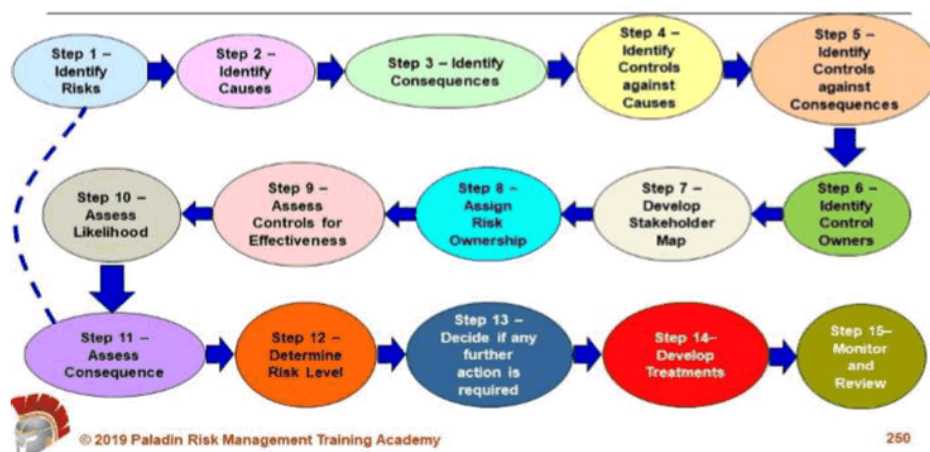 Step 1 –
Identify
Risks
Step 2 –
Identify
Causes
Step 3 – Identify
Consequences
Step 4 –
Identify
Controls
against
Causes
Step 5 –
Identify
Controls
against
Consequences
Step 6 –
Identify
Control
Owners
Step 7 –
Develop
Stakeholder
Map
Step 8 –
Assign
Risk
Ownership
Step 9 –
Assess
Controls for
Effectiveness
Step 10 –
Assess
Likelihood
Step 11 –
Assess
Consequence
Step 12 –
Determine
Risk Level
Step 13 –
Decide if any
further
action is
required
Step 14–
Develop
Treatments
Step 15–
Monitor
and
Review
© 2019 Paladin Risk Management Training Academy
250